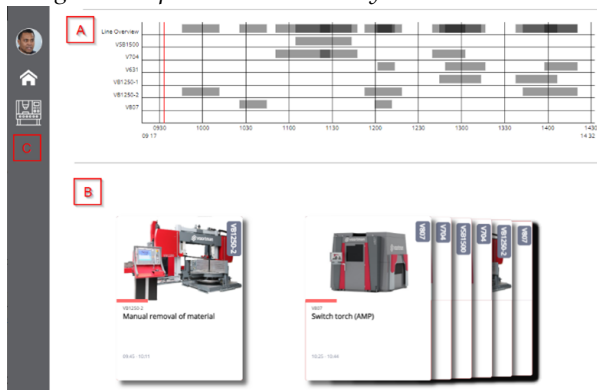 A
Line Overview
VSB1500
V704
V631
VB1250-1
VB1250-2
V807
0930 1000 1030 1100 1130 1200 1230 1300 1330 1400 1430
09 17 14 32
C
B
VB1250-2
VB1250-2
Manual removal of material
09:45 - 10:11
V807
V807
Switch torch (AMP)
10:25 - 10:44
V704
VSB1500
V704
VB1250-2
V807